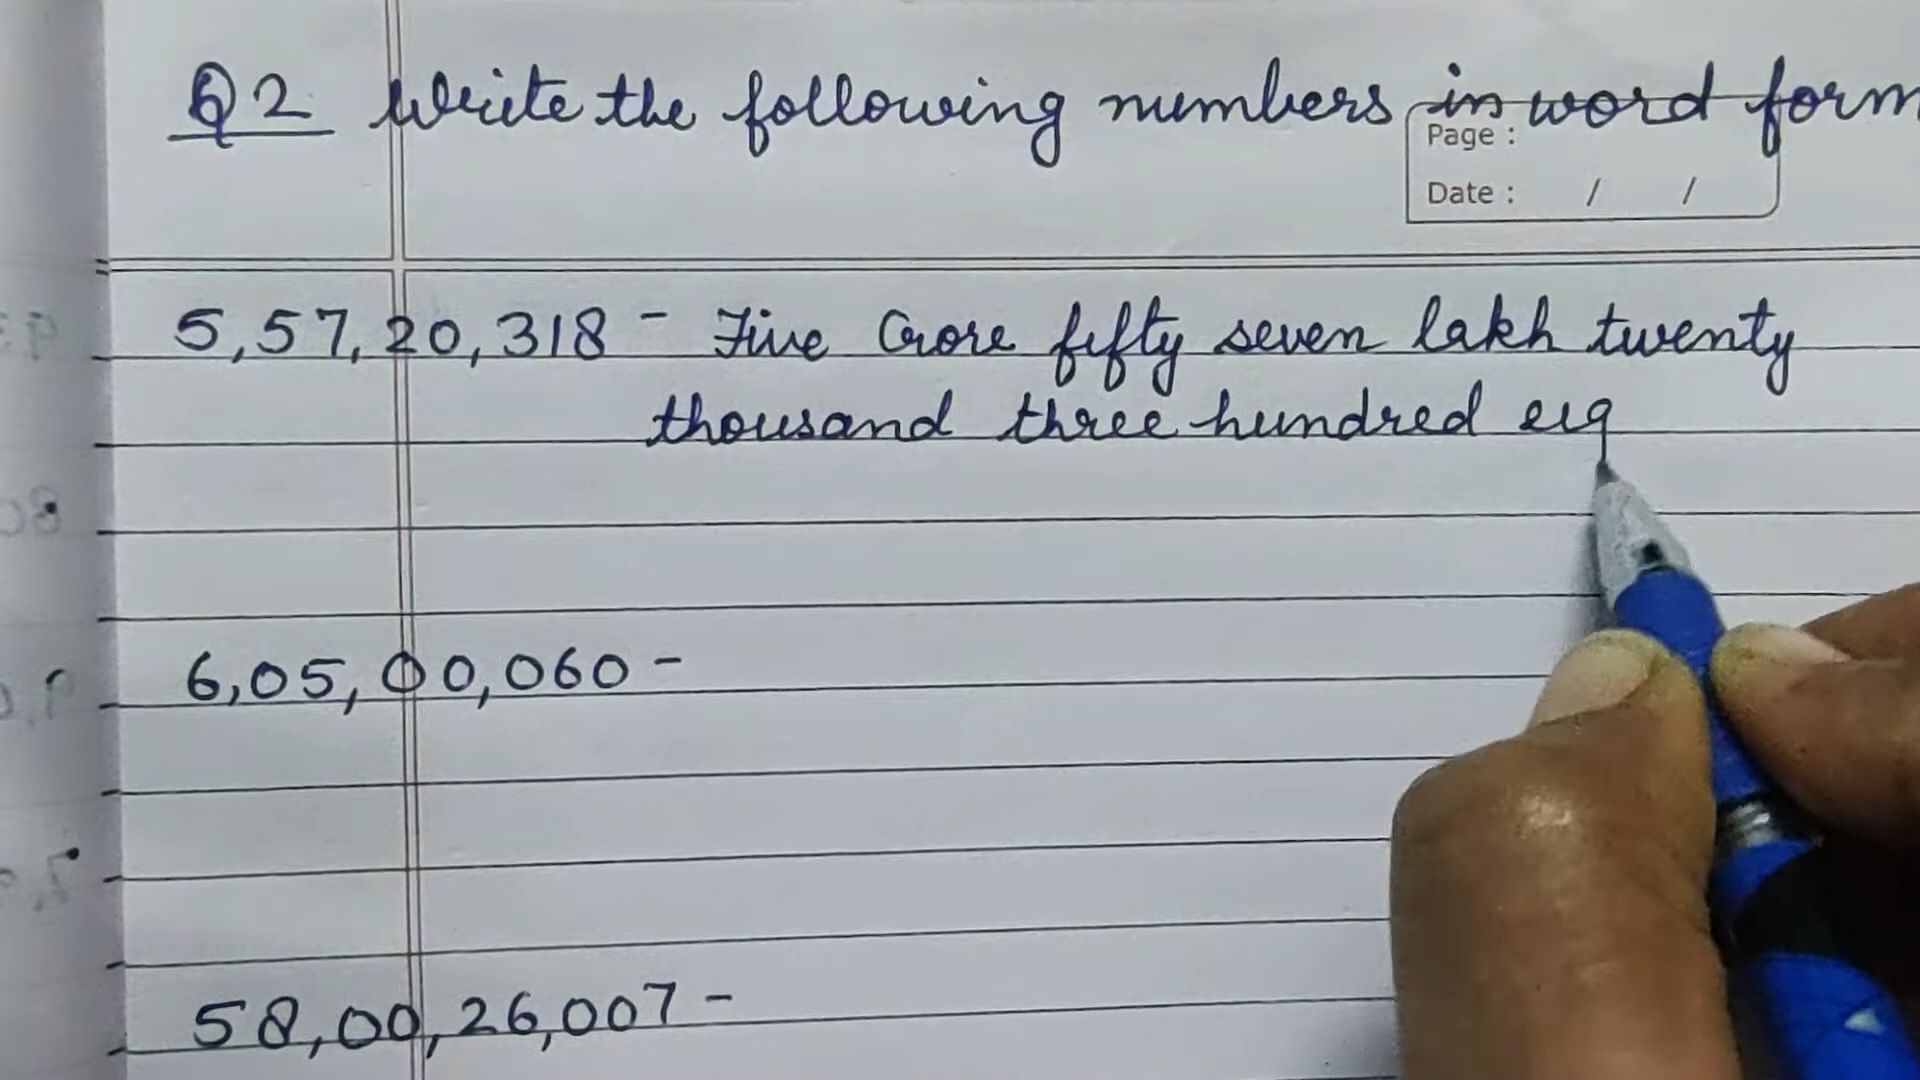 Q2 Write the following numbers in word form
Page :
Date : / /
5,57,20,318 - Five Crore fifty seven lakh twenty
thousand three hundred eig
6,05,00,060 -
58,00,26,007 -